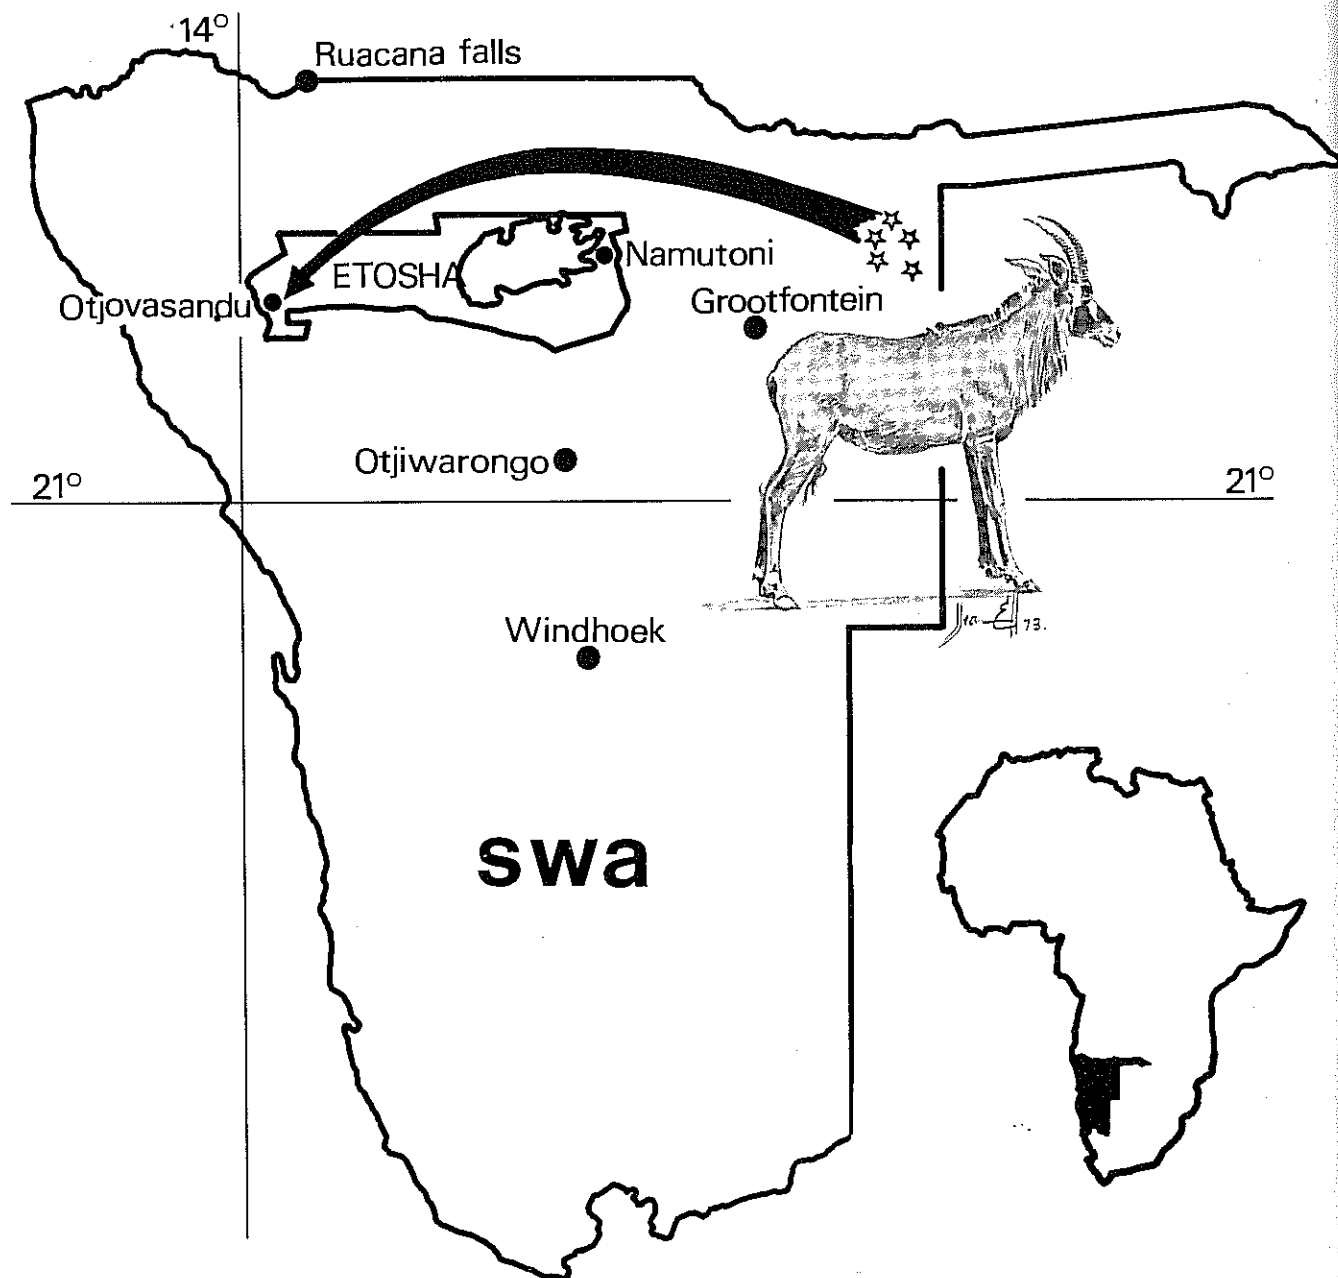 14°
Ruacana falls
ETOSHA
Namutoni
Otjovasandu
Grootfontein
Otjiwarongo
21°
21°
Windhoek
73.
swa